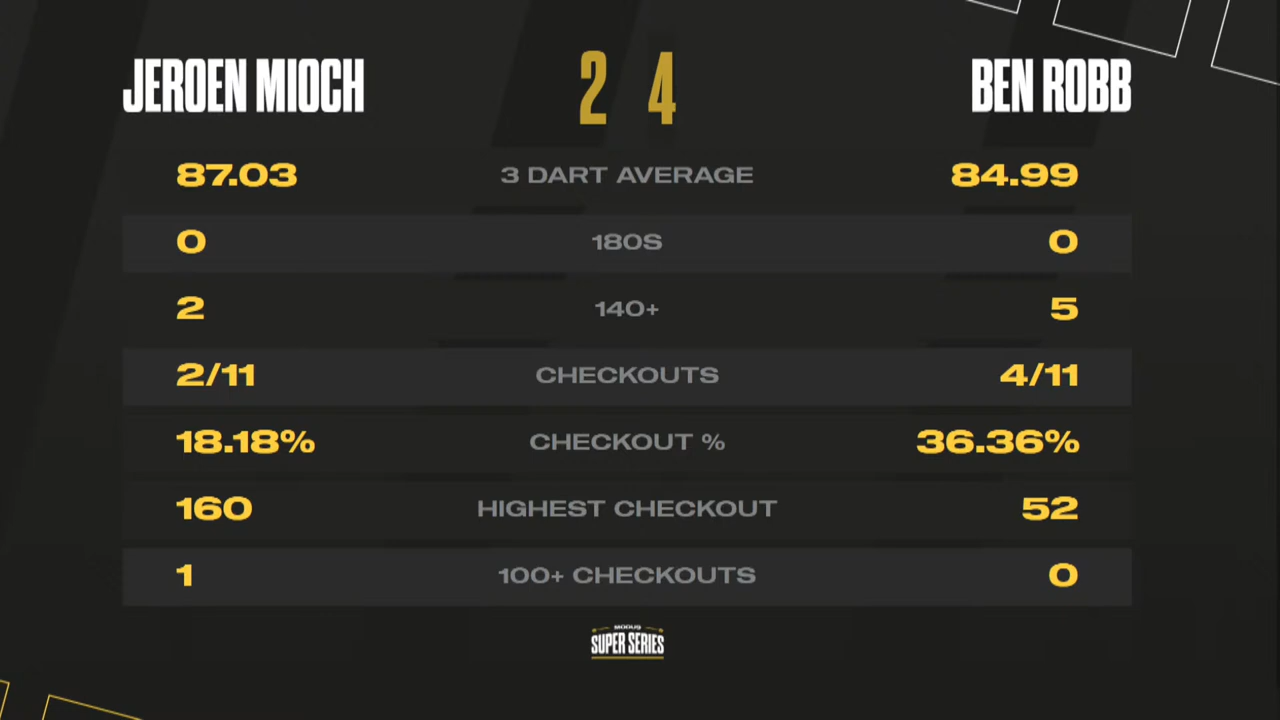 JEROEN MIOCH 2 4 BEN ROBB
87.03 3 DART AVERAGE 84.99
0 180S 0
2 140+ 5
2/11 CHECKOUTS 4/11
18.18% CHECKOUT % 36.36%
160 HIGHEST CHECKOUT 52
1 100+ CHECKOUTS 0
MODUS
SUPER SERIES